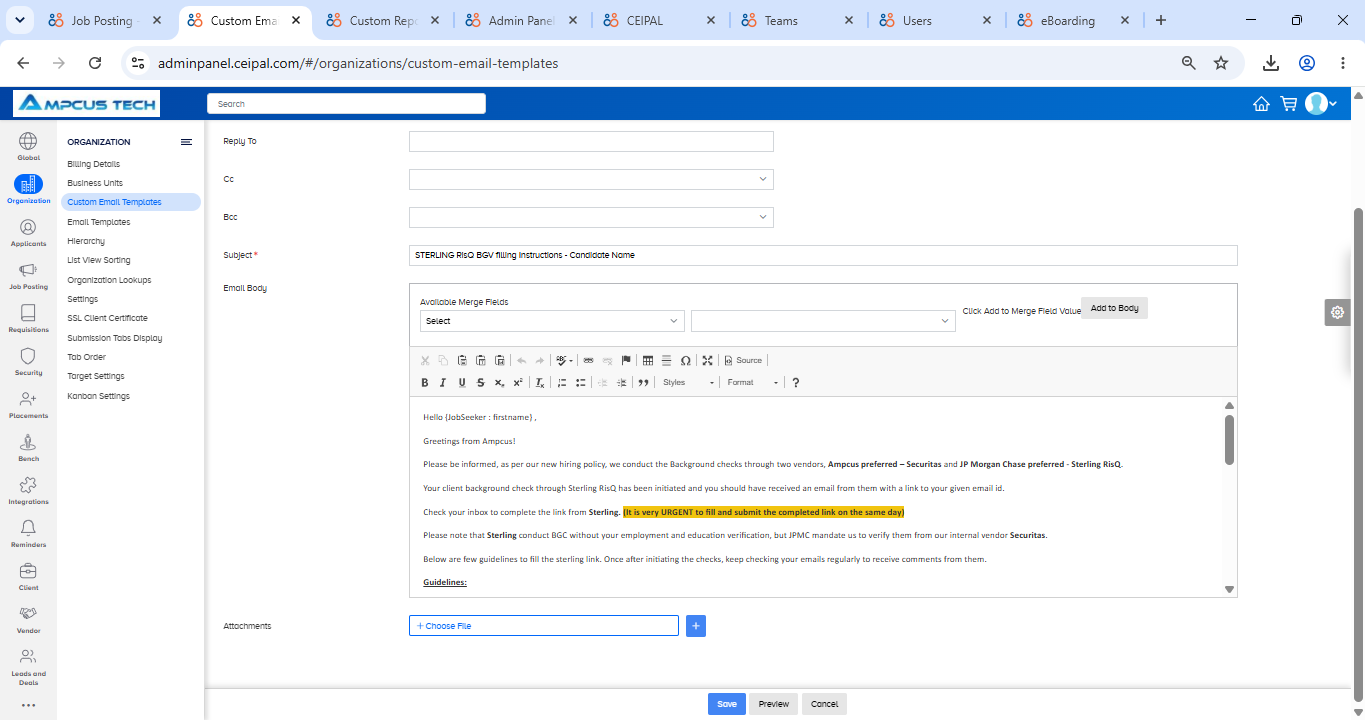 Job Posting -
Custom Ema
Custom Repo
Admin Panel
CEIPAL
Teams
Users
eBoarding
adminpanel.ceipal.com/#/organizations/custom-email-templates
AMPCUS TECH
Search
Global
Organization
Applicants
Job Posting
Requisitions
Security
Placements
Bench
Integrations
Reminders
Client
Vendor
Leads and
Deals
ORGANIZATION
Billing Details
Business Units
Custom Email Templates
Email Templates
Hierarchy
List View Sorting
Organization Lookups
Settings
SSL Client Certificate
Submission Tabs Display
Tab Order
Target Settings
Kanban Settings
Reply To
Cc
Bcc
Subject*
STERLING RisQ BGV filling Instructions - Candidate Name
Email Body
Available Merge Fields
Select
Click Add to Merge Field Value
Add to Body
Source
Styles
Format
Hello {JobSeeker : firstname} ,
Greetings from Ampcus!
Please be informed, as per our new hiring policy, we conduct the Background checks through two vendors, Ampcus preferred – Securitas and JP Morgan Chase preferred - Sterling RisQ.
Your client background check through Sterling RisQ has been initiated and you should have received an email from them with a link to your given email id.
Check your inbox to complete the link from Sterling. (It is very URGENT to fill and submit the completed link on the same day)
Please note that Sterling conduct BGC without your employment and education verification, but JPMC mandate us to verify them from our internal vendor Securitas.
Below are few guidelines to fill the sterling link. Once after initiating the checks, keep checking your emails regularly to receive comments from them.
Guidelines:
Attachments
+ Choose File
+
Save
Preview
Cancel